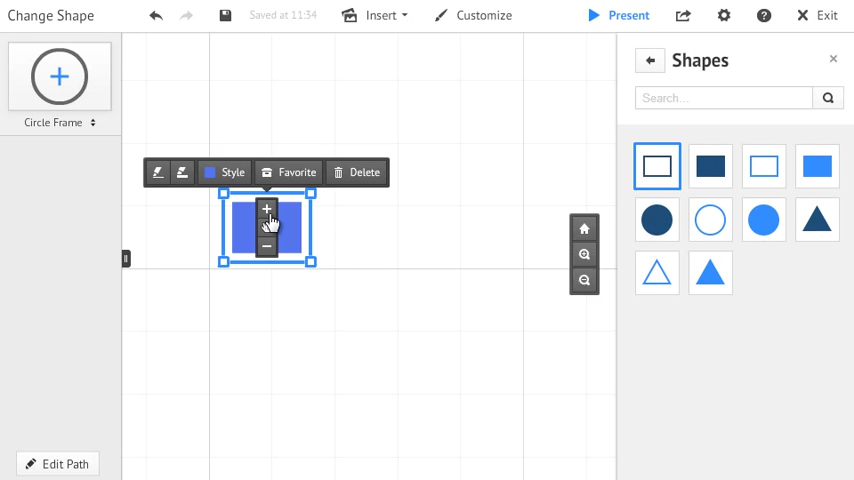 Change Shape
Saved at 11:34
Insert
Customize
Present
Exit
Circle Frame
Style
Favorite
Delete
Shapes
Search...
Edit Path